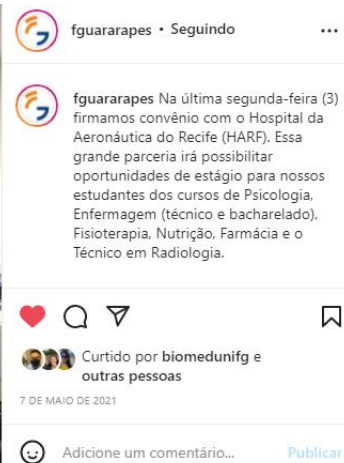 fguararapes • Seguindo
fguararapes Na última segunda-feira (3)
firmamos convênio com o Hospital da
Aeronáutica do Recife (HARF). Essa
grande parceria irá possibilitar
oportunidades de estágio para nossos
estudantes dos cursos de Psicologia,
Enfermagem (técnico e bacharelado),
Fisioterapia, Nutrição, Farmácia e o
Técnico em Radiologia.
Curtido por biomedunifg e
outras pessoas
7 DE MAIO DE 2021
Adicione um comentário... Publicar